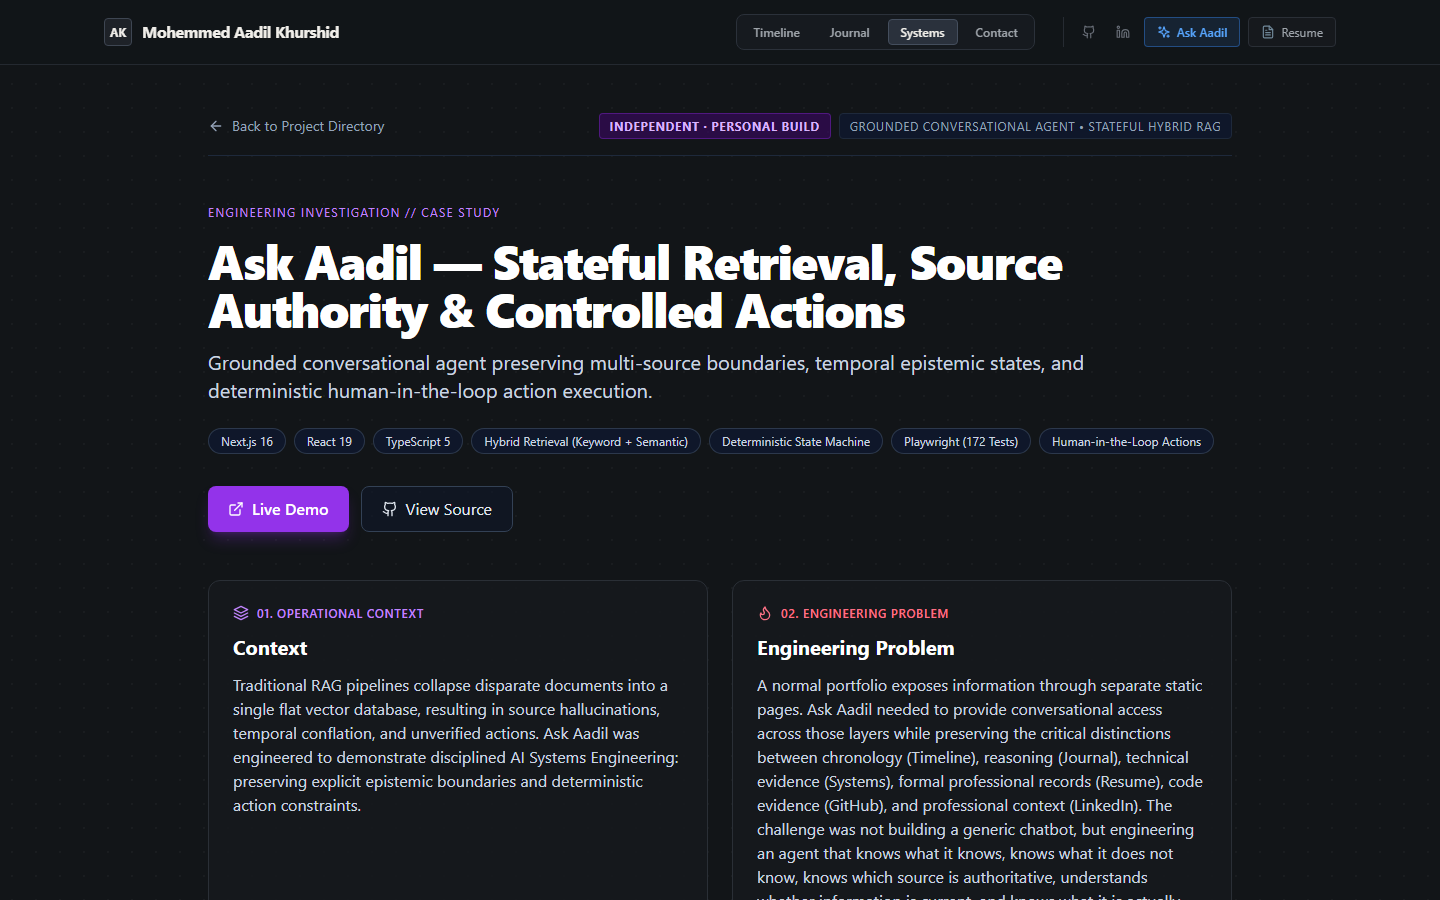 AK Mohemmed Aadil Khurshid
Timeline Journal Systems Contact Ask Aadil Resume
Back to Project Directory
INDEPENDENT · PERSONAL BUILD
GROUNDED CONVERSATIONAL AGENT • STATEFUL HYBRID RAG
ENGINEERING INVESTIGATION // CASE STUDY
Ask Aadil — Stateful Retrieval, Source
Authority & Controlled Actions
Grounded conversational agent preserving multi-source boundaries, temporal epistemic states, and
deterministic human-in-the-loop action execution.
Next.js 16 React 19 TypeScript 5 Hybrid Retrieval (Keyword + Semantic) Deterministic State Machine Playwright (172 Tests) Human-in-the-Loop Actions
Live Demo View Source
01. OPERATIONAL CONTEXT
Context
Traditional RAG pipelines collapse disparate documents into a
single flat vector database, resulting in source hallucinations,
temporal conflation, and unverified actions. Ask Aadil was
engineered to demonstrate disciplined AI Systems Engineering:
preserving explicit epistemic boundaries and deterministic
action constraints.
02. ENGINEERING PROBLEM
Engineering Problem
A normal portfolio exposes information through separate static
pages. Ask Aadil needed to provide conversational access
across those layers while preserving the critical distinctions
between chronology (Timeline), reasoning (Journal), technical
evidence (Systems), formal professional records (Resume), code
evidence (GitHub), and professional context (LinkedIn). The
challenge was not building a generic chatbot, but engineering
an agent that knows what it knows, knows what it does not
know, knows which source is authoritative, understands